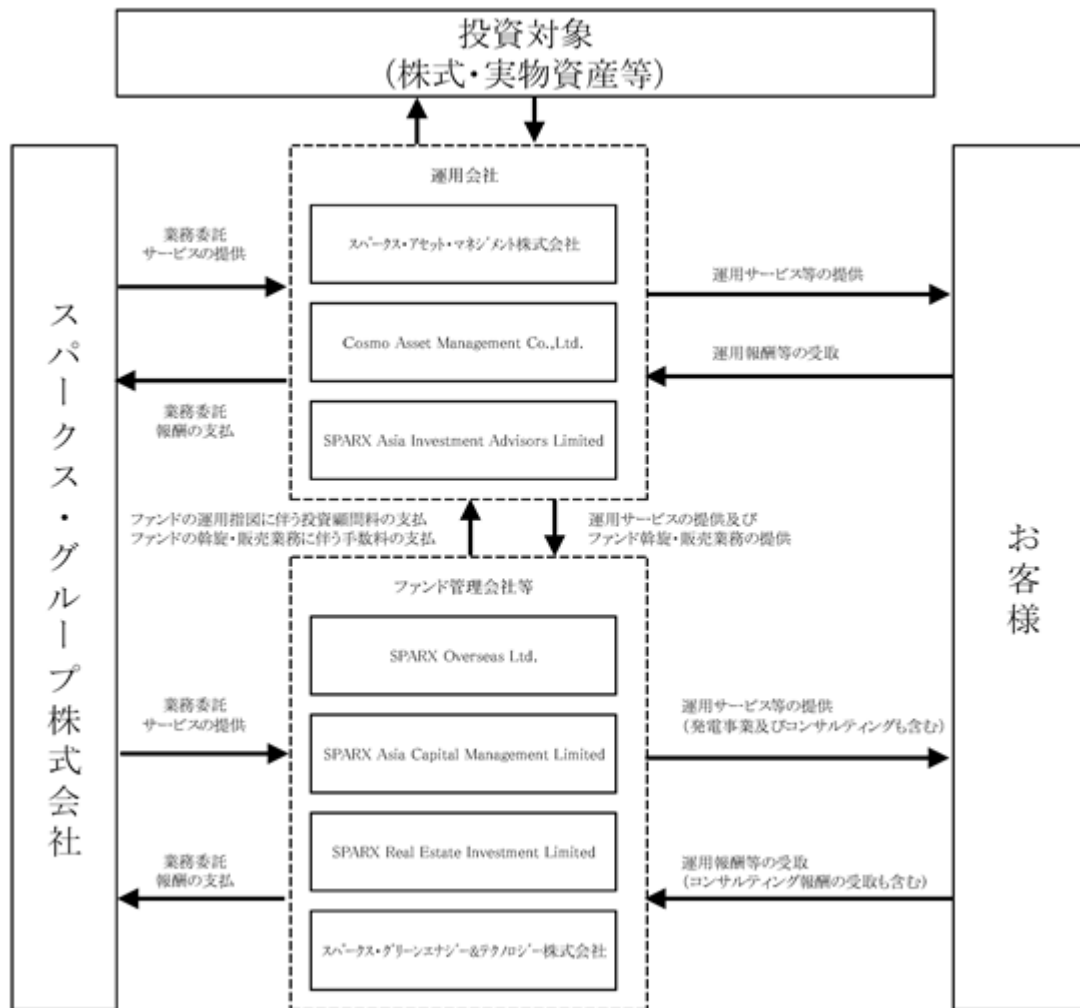 投資対象
(株式・実物資産等)
運用会社
スパークス・アセット・マネジメント株式会社
Cosmo Asset Management Co.,Ltd.
SPARX Asia Investment Advisors Limited
業務委託
サービスの提供
業務委託
報酬の支払
運用サービス等の提供
運用報酬等の受取
スパークス・グループ株式会社
お客様
ファンドの運用指図に伴う投資顧問料の支払
ファンドの斡旋・販売業務に伴う手数料の支払
運用サービスの提供及び
ファンド斡旋・販売業務の提供
ファンド管理会社等
SPARX Overseas Ltd.
SPARX Asia Capital Management Limited
SPARX Real Estate Investment Limited
スパークス・グリーンエナジー&テクノロジー株式会社
業務委託
サービスの提供
業務委託
報酬の支払
運用サービス等の提供
(発電事業及びコンサルティングも含む)
運用報酬等の受取
(コンサルティング報酬の受取も含む)